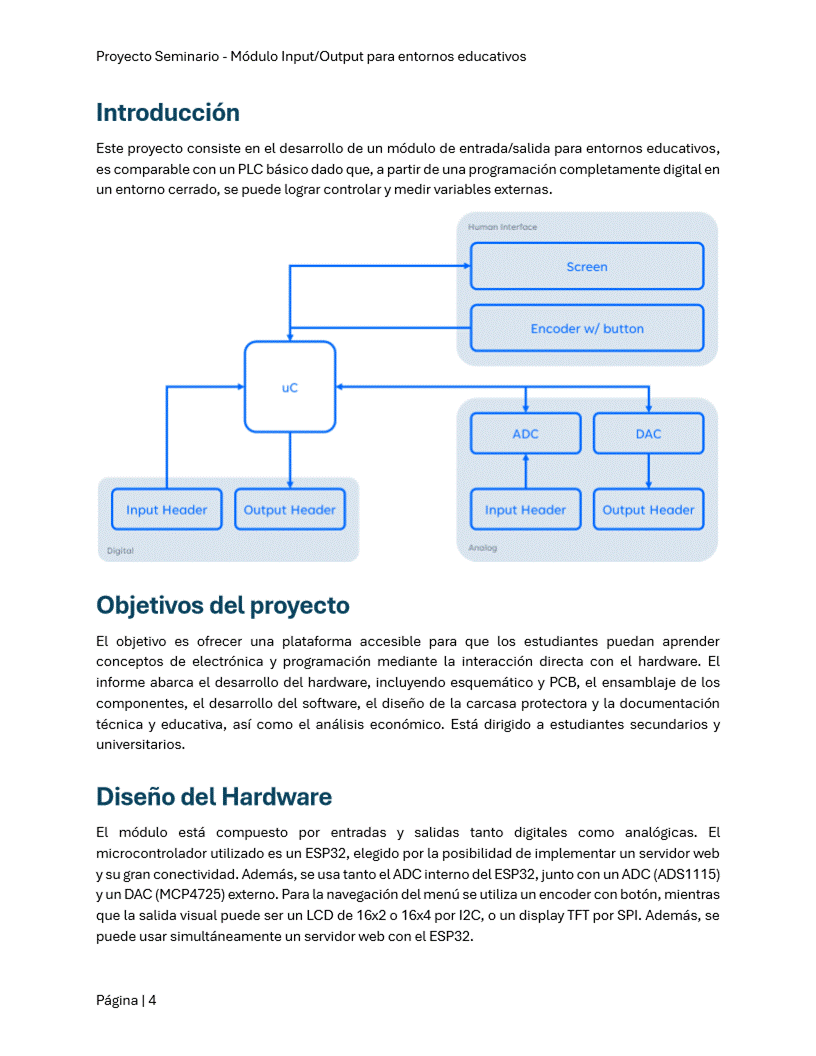 Proyecto Seminario - Módulo Input/Output para entornos educativos
Introducción
Este proyecto consiste en el desarrollo de un módulo de entrada/salida para entornos educativos,
es comparable con un PLC básico dado que, a partir de una programación completamente digital en
un entorno cerrado, se puede lograr controlar y medir variables externas.
Human Interface
Screen
Encoder w/ button
uC
ADC
DAC
Input Header
Output Header
Digital
Input Header
Output Header
Analog
Objetivos del proyecto
El objetivo es ofrecer una plataforma accesible para que los estudiantes puedan aprender
conceptos de electrónica y programación mediante la interacción directa con el hardware. El
informe abarca el desarrollo del hardware, incluyendo esquemático y PCB, el ensamblaje de los
componentes, el desarrollo del software, el diseño de la carcasa protectora y la documentación
técnica y educativa, así como el análisis económico. Está dirigido a estudiantes secundarios y
universitarios.
Diseño del Hardware
El módulo está compuesto por entradas y salidas tanto digitales como analógicas. El
microcontrolador utilizado es un ESP32, elegido por la posibilidad de implementar un servidor web
y su gran conectividad. Además, se usa tanto el ADC interno del ESP32, junto con un ADC (ADS1115)
y un DAC (MCP4725) externo. Para la navegación del menú se utiliza un encoder con botón, mientras
que la salida visual puede ser un LCD de 16x2 o 16x4 por I2C, o un display TFT por SPI. Además, se
puede usar simultáneamente un servidor web con el ESP32.
Página | 4